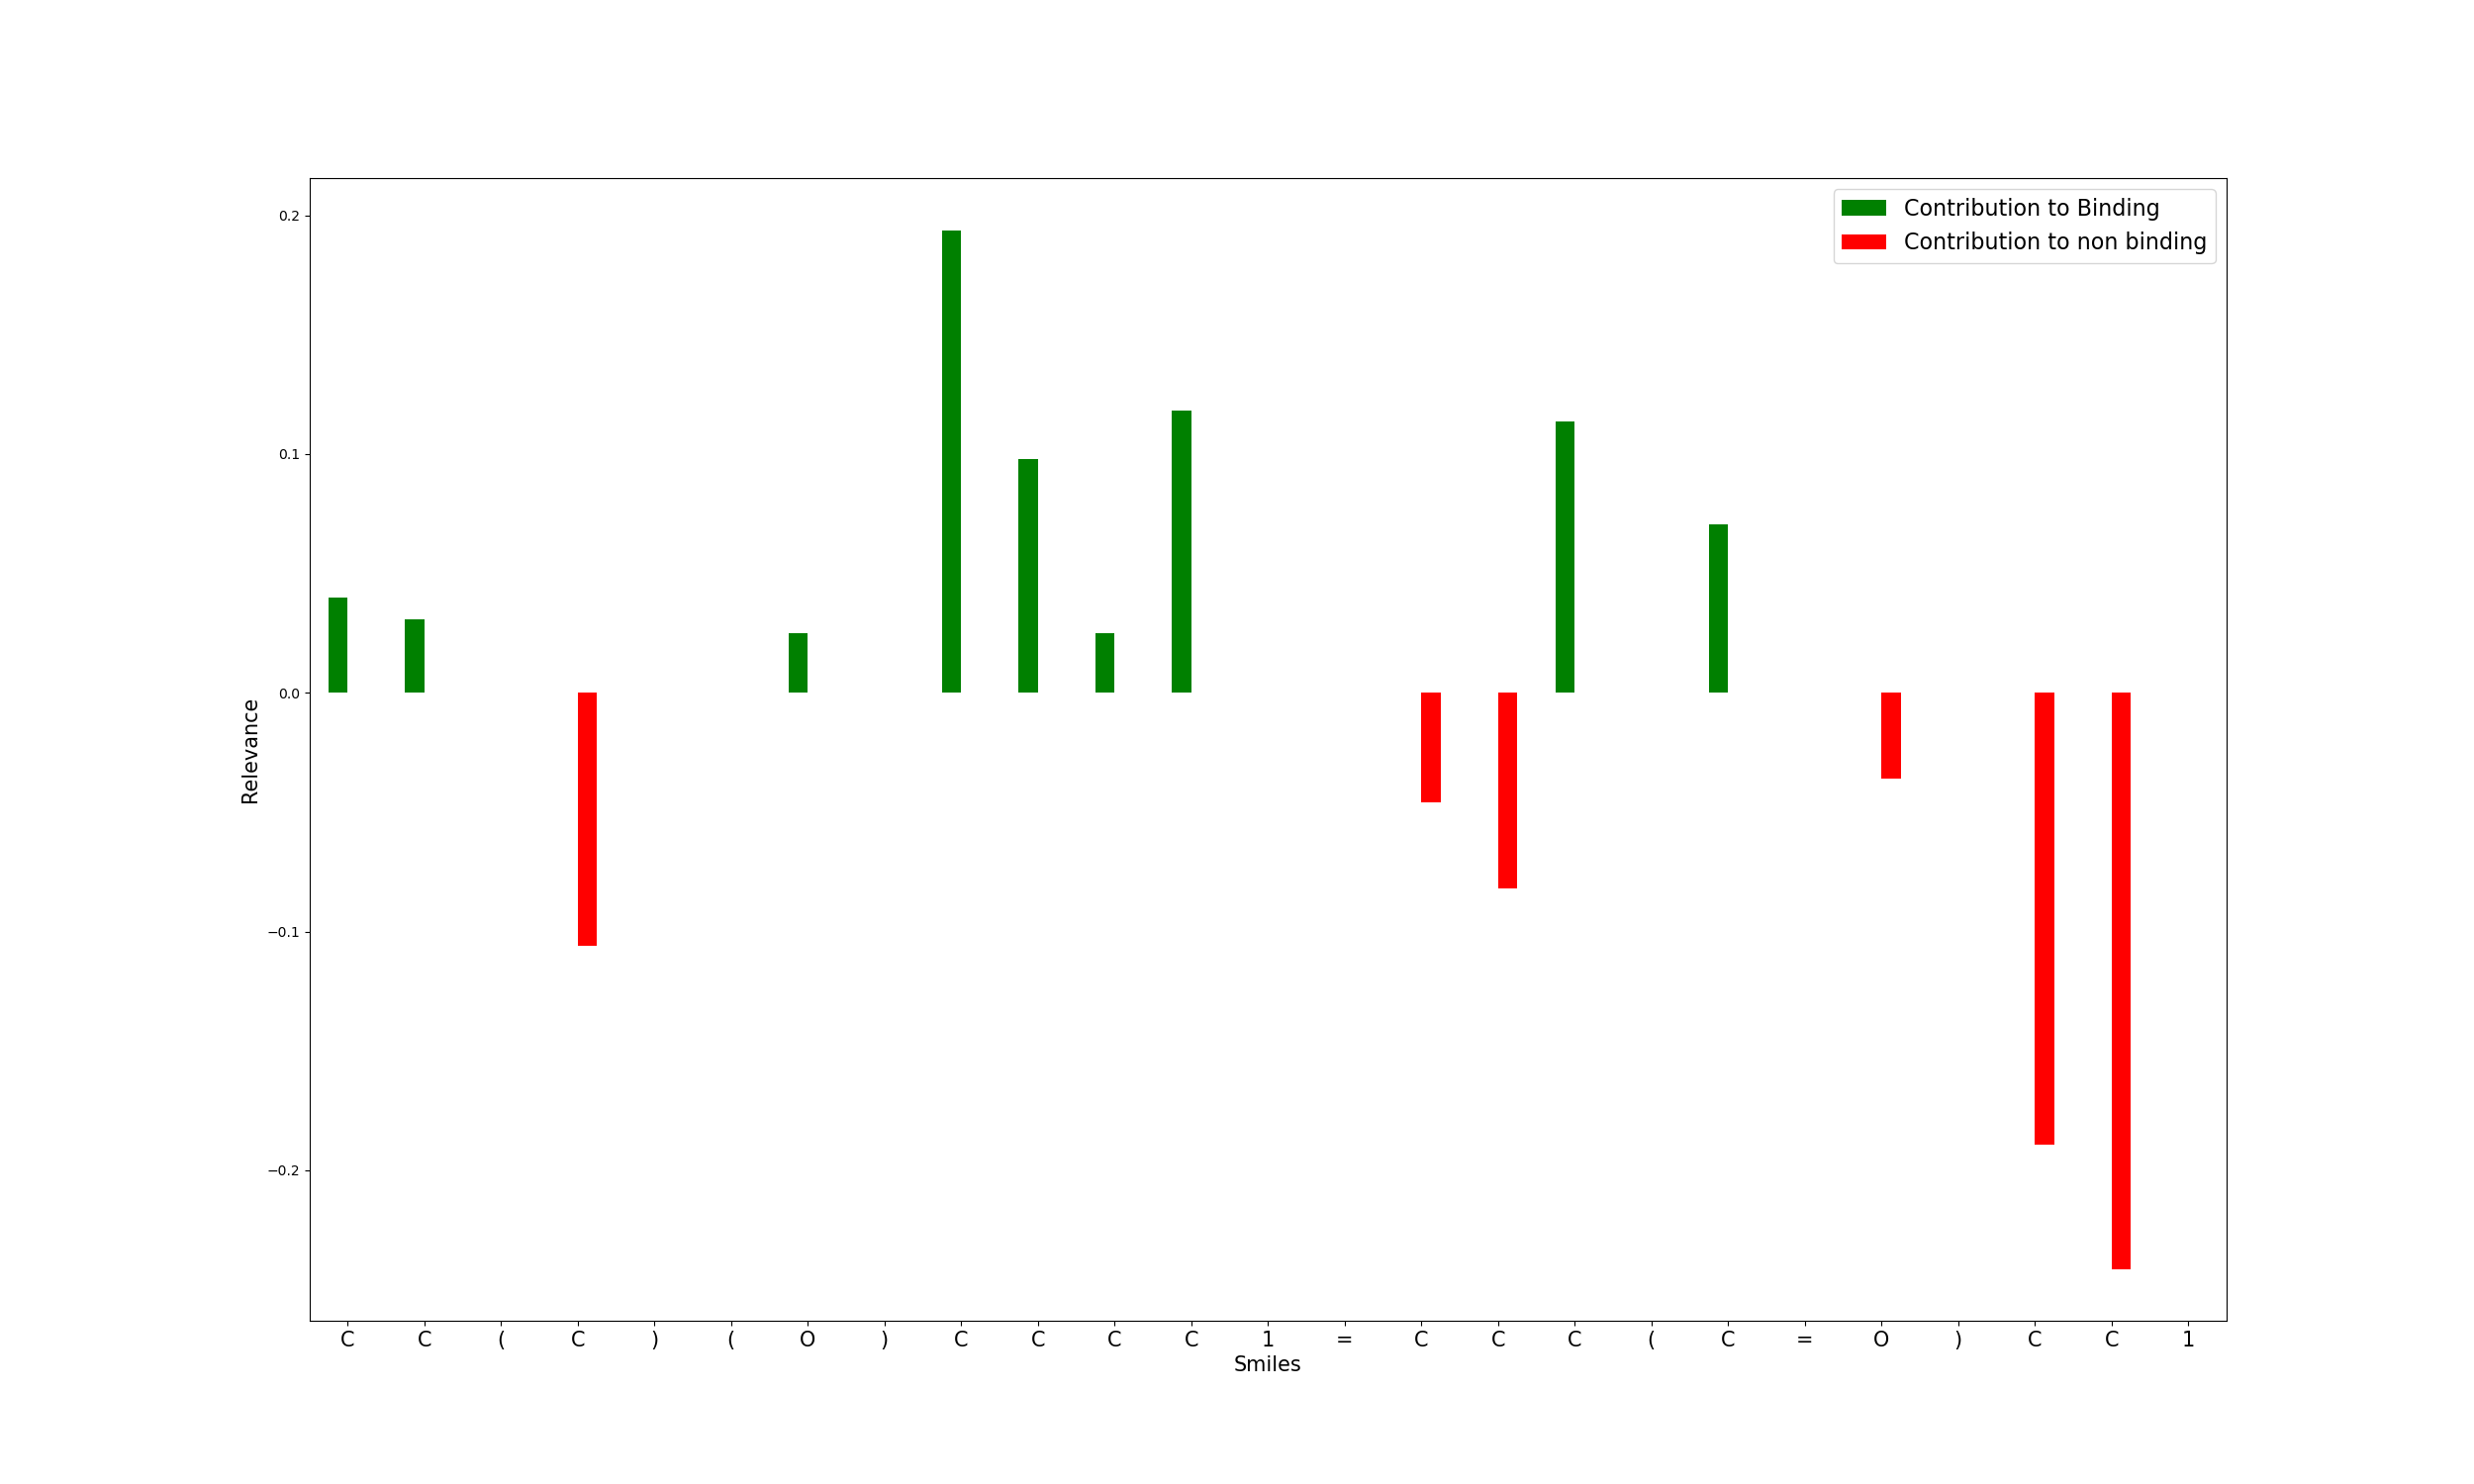 Contribution to Binding
Contribution to non binding
0.2
0.1
0.0
−0.1
−0.2
Relevance
C C ( C ) ( O ) C C C C 1 = C C C ( C = O ) C C 1
Smiles